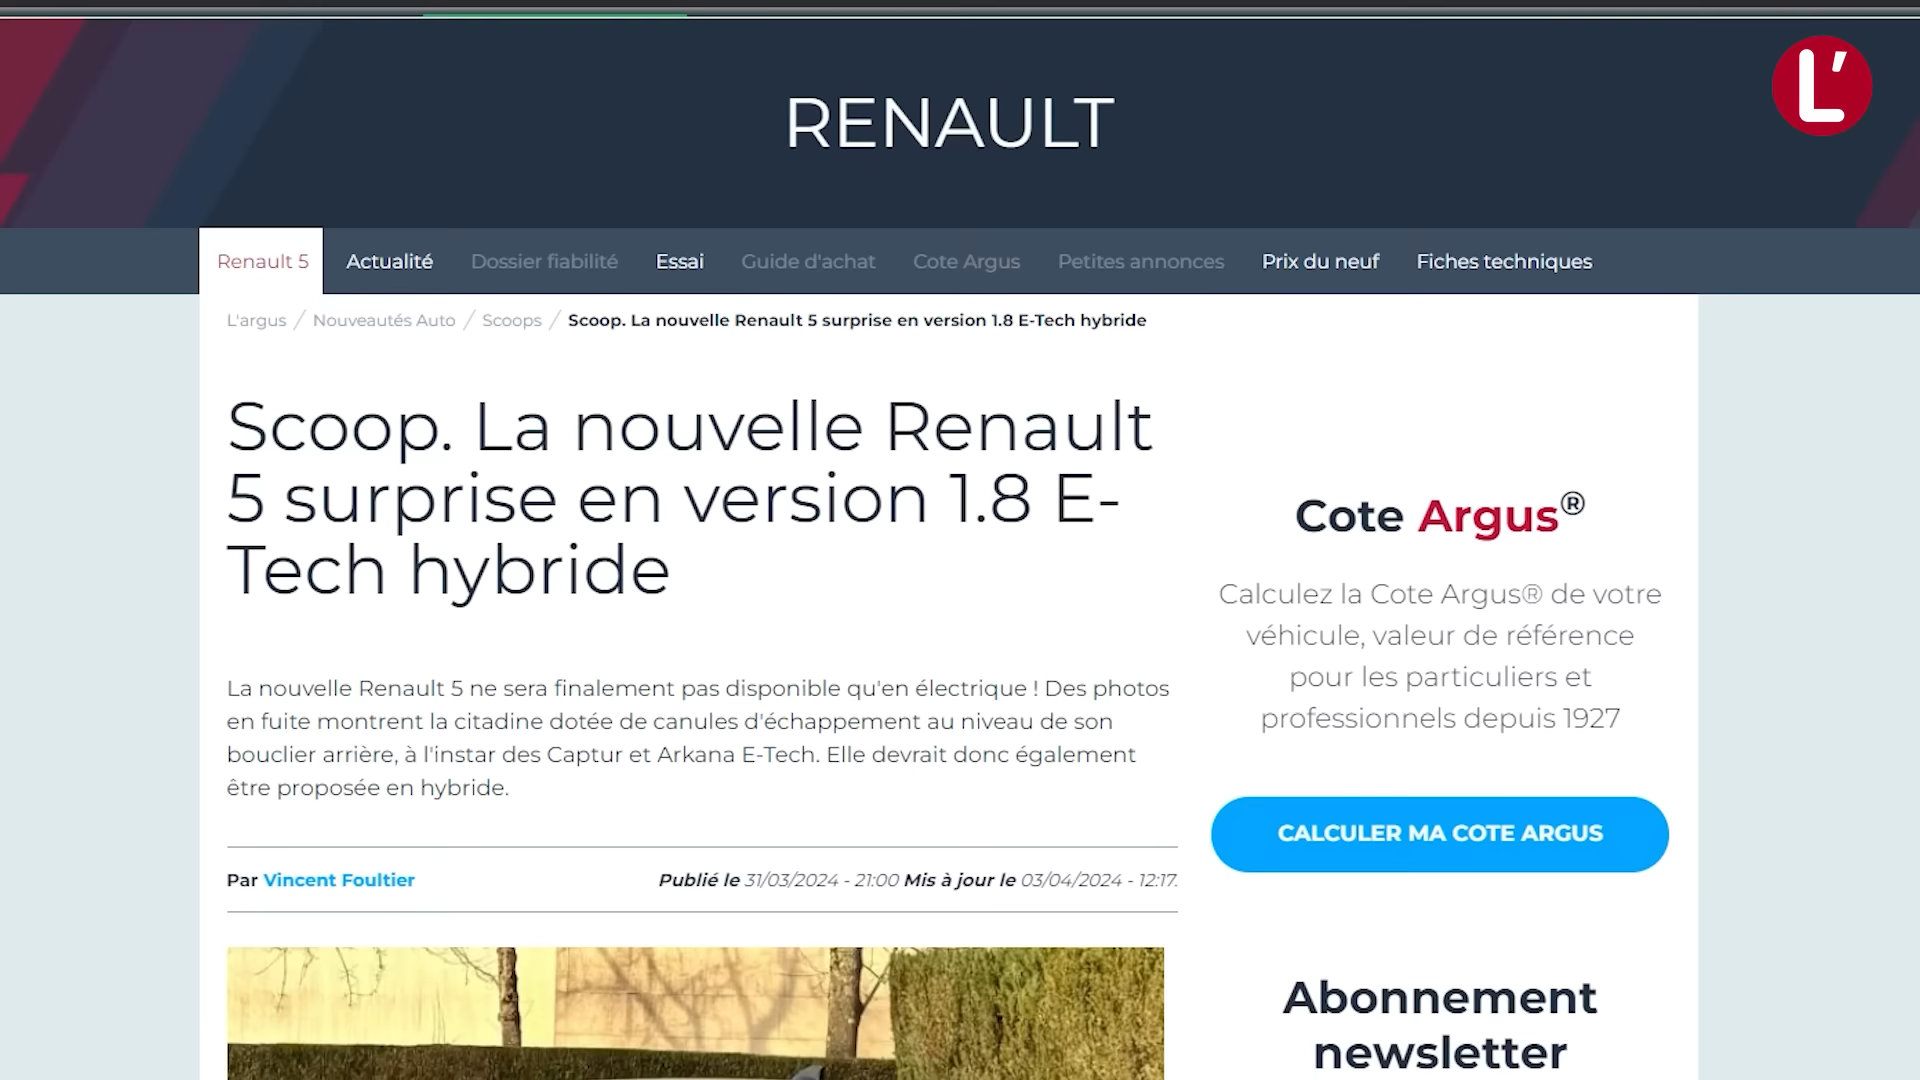 RENAULT
L'
Renault 5 Actualité Dossier fiabilité Essai Guide d'achat Cote Argus Petites annonces Prix du neuf Fiches techniques
L'argus / Nouveautés Auto / Scoops / Scoop. La nouvelle Renault 5 surprise en version 1.8 E-Tech hybride
Scoop. La nouvelle Renault
5 surprise en version 1.8 E-
Tech hybride
La nouvelle Renault 5 ne sera finalement pas disponible qu'en électrique ! Des photos
en fuite montrent la citadine dotée de canules d'échappement au niveau de son
bouclier arrière, à l'instar des Captur et Arkana E-Tech. Elle devrait donc également
être proposée en hybride.
Par Vincent Foultier
Publié le 31/03/2024 - 21:00 Mis à jour le 03/04/2024 - 12:17.
Cote Argus®
Calculez la Cote Argus® de votre
véhicule, valeur de référence
pour les particuliers et
professionnels depuis 1927
CALCULER MA COTE ARGUS
Abonnement
newsletter